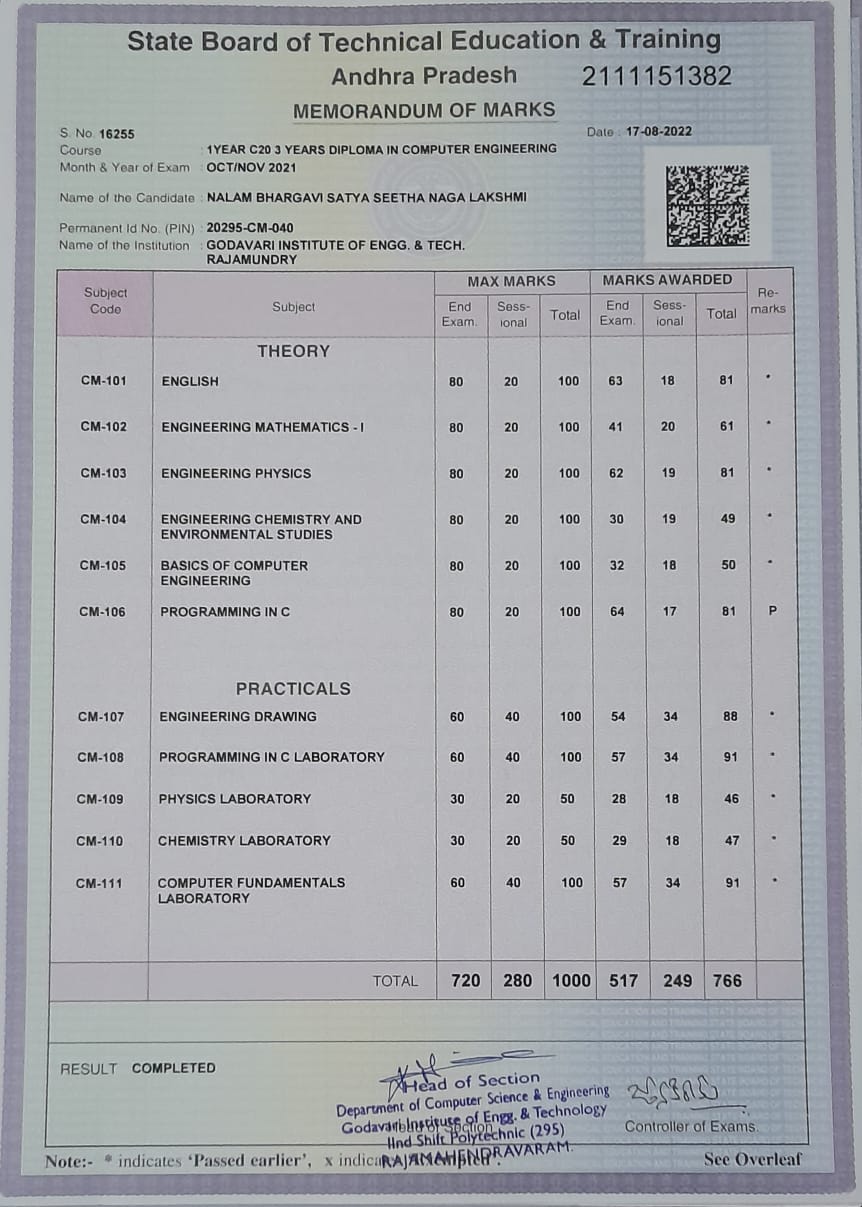 State Board of Technical Education & Training
Andhra Pradesh 2111151382
MEMORANDUM OF MARKS
S. No. 16255 Date : 17-08-2022
Course : 1YEAR C20 3 YEARS DIPLOMA IN COMPUTER ENGINEERING
Month & Year of Exam : OCT/NOV 2021
Name of the Candidate : NALAM BHARGAVI SATYA SEETHA NAGA LAKSHMI
Permanent Id No. (PIN) : 20295-CM-040
Name of the Institution : GODAVARI INSTITUTE OF ENGG. & TECH.
RAJAMUNDRY
MAX MARKS MARKS AWARDED
Subject Code Subject End Exam. Sess-ional Total End Exam. Sess-ional Total Re-marks
THEORY
CM-101 ENGLISH 80 20 100 63 18 81 *
CM-102 ENGINEERING MATHEMATICS - I 80 20 100 41 20 61 *
CM-103 ENGINEERING PHYSICS 80 20 100 62 19 81 *
CM-104 ENGINEERING CHEMISTRY AND 80 20 100 30 19 49 *
ENVIRONMENTAL STUDIES
CM-105 BASICS OF COMPUTER 80 20 100 32 18 50 *
ENGINEERING
CM-106 PROGRAMMING IN C 80 20 100 64 17 81 P
PRACTICALS
CM-107 ENGINEERING DRAWING 60 40 100 54 34 88 *
CM-108 PROGRAMMING IN C LABORATORY 60 40 100 57 34 91 *
CM-109 PHYSICS LABORATORY 30 20 50 28 18 46 *
CM-110 CHEMISTRY LABORATORY 30 20 50 29 18 47 *
CM-111 COMPUTER FUNDAMENTALS 60 40 100 57 34 91 *
LABORATORY
TOTAL 720 280 1000 517 249 766
RESULT COMPLETED
Head of Section
Department of Computer Science & Engineering
Godavari Institute of Engg. & Technology
IInd Shift Polytechnic (295)
RAJAMAHENDRAVARAM.
Controller of Exams.
Note:- * indicates 'Passed earlier', x
See Overleaf